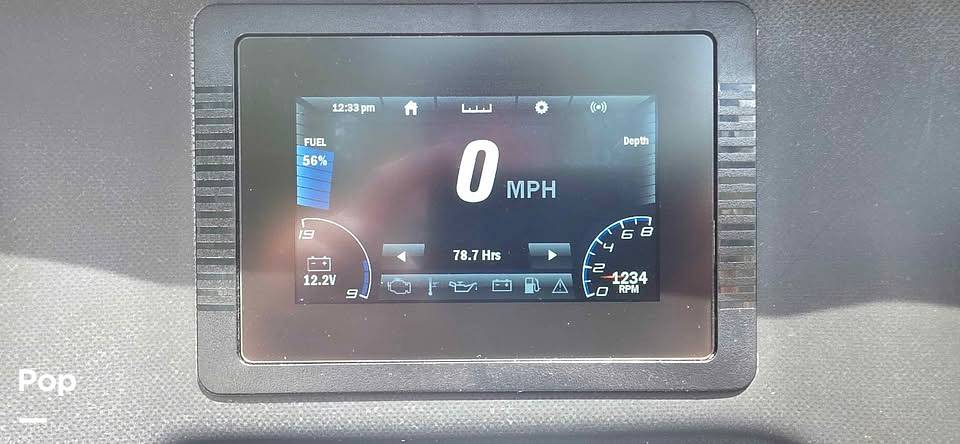 12:33 pm
FUEL
56%
Depth
0 MPH
19
12.2V
9
78.7 Hrs
8
6
4
2
0
1234
RPM
Pop